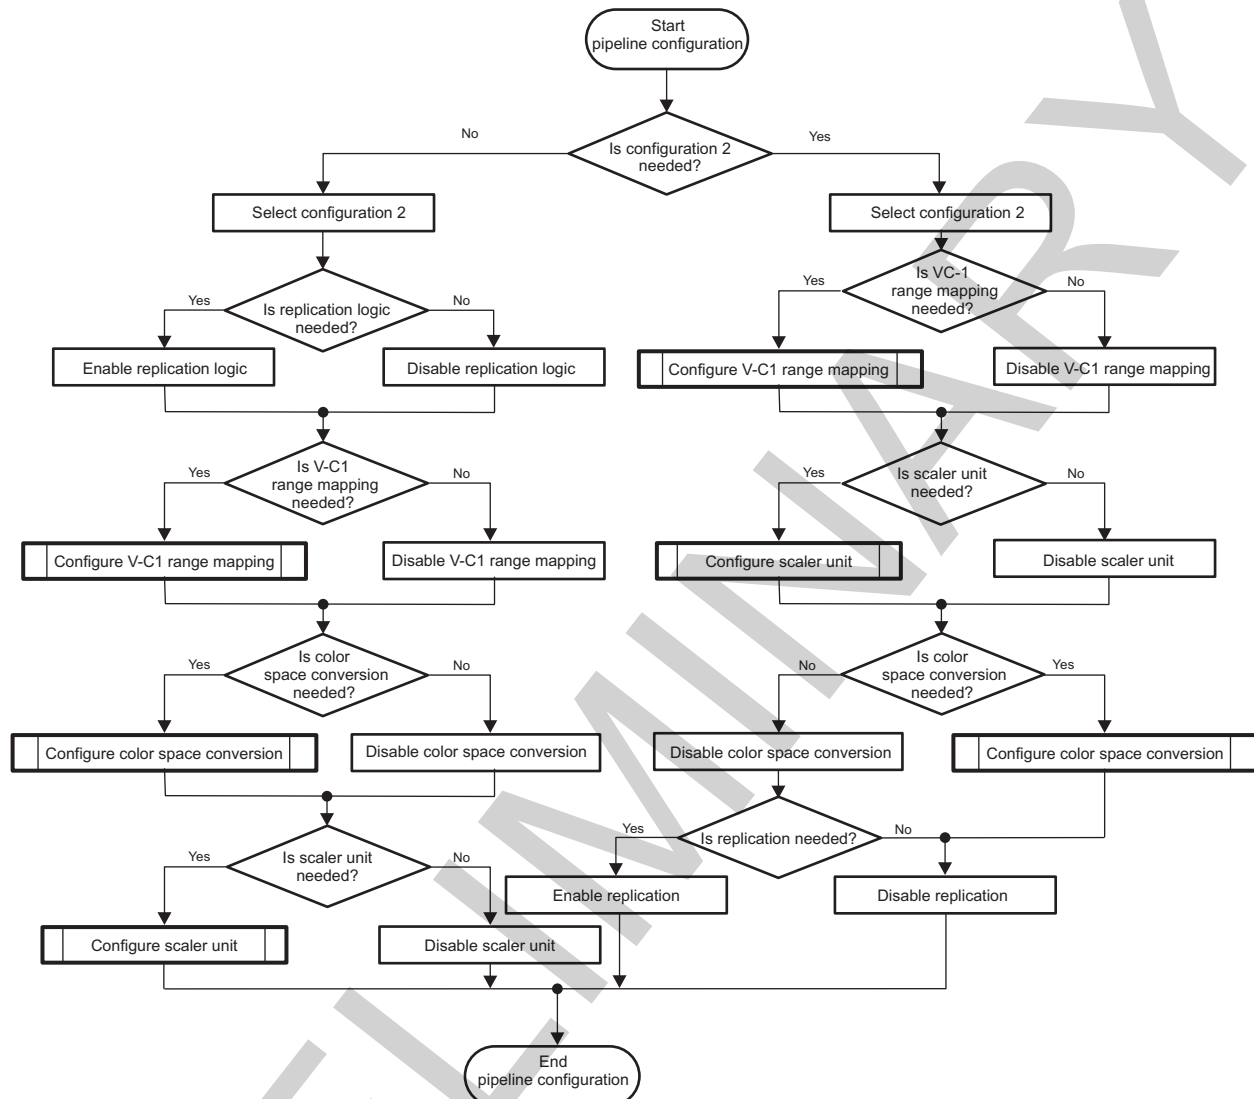 Start
pipeline configuration
No
Yes
Is configuration 2
needed?
Select configuration 2
Select configuration 2
Is VC-1
range mapping
needed?
Yes
No
Yes
No
Is replication logic
needed?
Enable replication logic
Disable replication logic
Configure V-C1 range mapping
Disable V-C1 range mapping
Is V-C1
range mapping
needed?
Yes
No
Is scaler unit
needed?
Yes
No
Configure V-C1 range mapping
Disable V-C1 range mapping
Configure scaler unit
Disable scaler unit
Is color
space conversion
needed?
Yes
No
Is color
space conversion
needed?
No
Yes
Configure color space conversion
Disable color space conversion
Disable color space conversion
Configure color space conversion
Is replication needed?
Yes
No
Is scaler unit
needed?
Yes
No
Enable replication
Disable replication
Configure scaler unit
Disable scaler unit
End
pipeline configuration
ELIMINARY